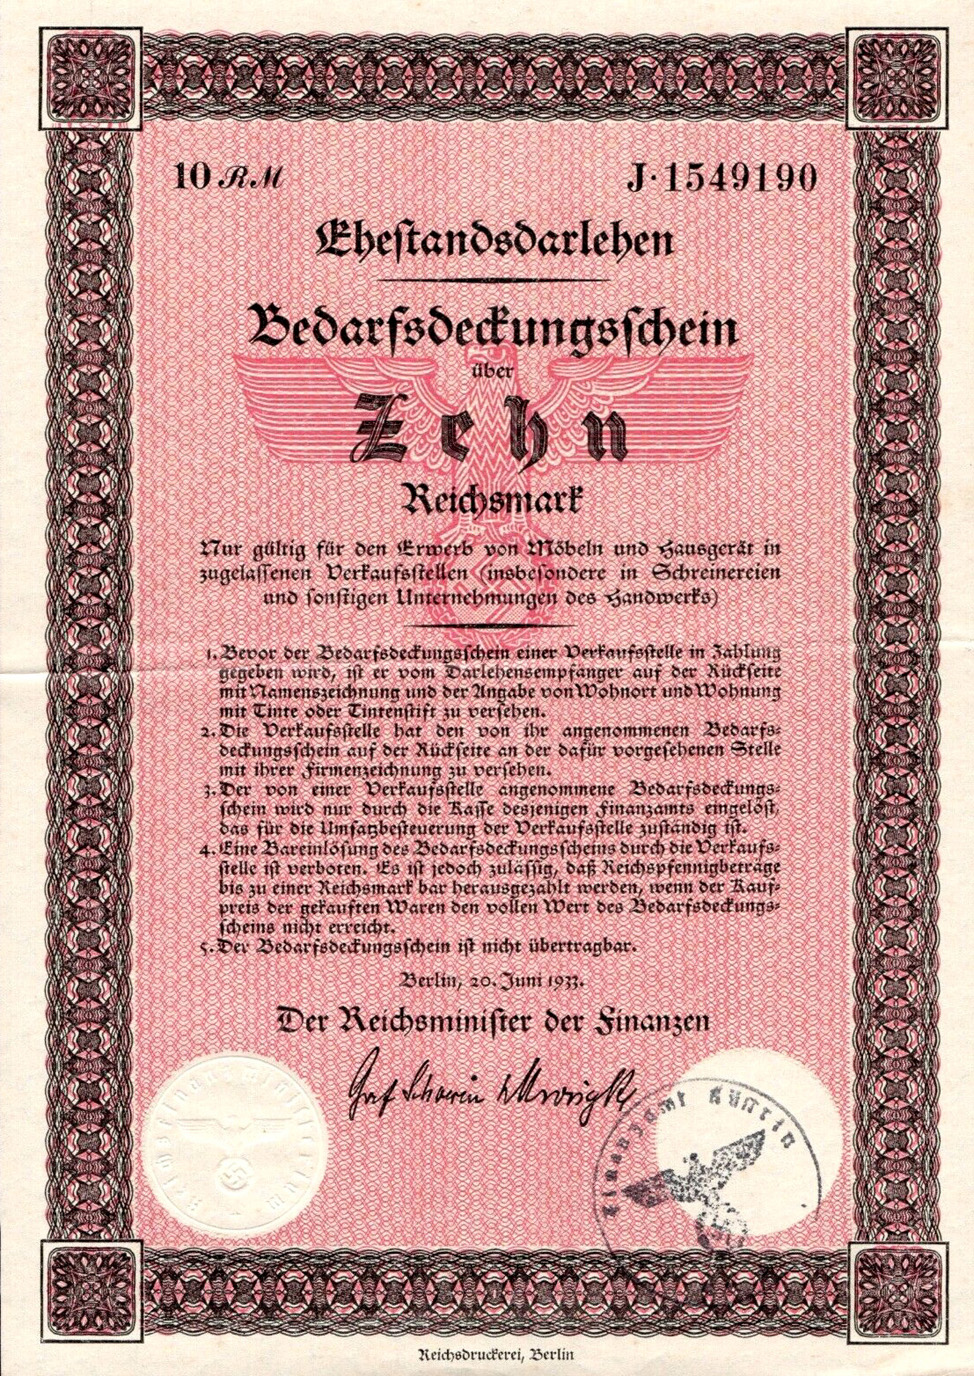 10 RM
J·1549190
Ehestandsdarlehen
Bedarfsdeckungsschein
über
Zehn
Reichsmark
Nur gültig für den Erwerb von Möbeln und Hausgerät in
zugelassenen Verkaufsstellen (insbesondere in Schreinereien
und sonstigen Unternehmungen des Handwerks)
1. Bevor der Bedarfsdeckungsschein einer Verkaufsstelle in Zahlung
gegeben wird, ist er vom Darlehensempfänger auf der Rückseite
mit Namenszeichnung und der Angabe von Wohnort und Wohnung
mit Tinte oder Tintenstift zu versehen.
2. Die Verkaufsstelle hat den von ihr angenommenen Bedarfs-
deckungsschein auf der Rückseite an der dafür vorgesehenen Stelle
mit ihrer Firmenzeichnung zu versehen.
3. Der von einer Verkaufsstelle angenommene Bedarfsdeckungs-
schein wird nur durch die Kasse desjenigen Finanzamts eingelöst,
das für die Umsatzbesteuerung der Verkaufsstelle zuständig ist.
4. Eine Bareinlösung des Bedarfsdeckungsscheins durch die Verkaufs-
stelle ist verboten. Es ist jedoch zulässig, daß Reichspfennigbeträge
bis zu einer Reichsmark bar herausgezahlt werden, wenn der Kauf-
preis der gekauften Waren den vollen Wert des Bedarfsdeckungs-
scheins nicht erreicht.
5. Der Bedarfsdeckungsschein ist nicht übertragbar.
Berlin, 20. Juni 1933.
Der Reichsminister der Finanzen
Graf Schwerin Krosigk
Reichsfinanzministerium
Finanzamt Küstrin
Reichsdruckerei, Berlin